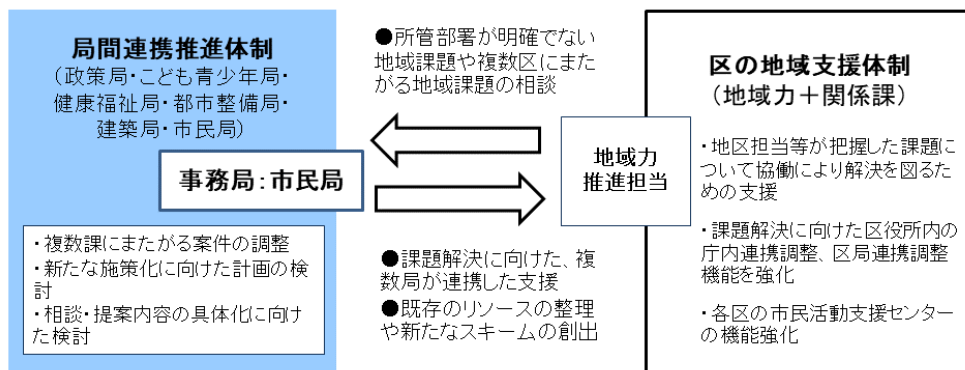 局間連携推進体制
（政策局・こども青少年局・
健康福祉局・都市整備局・
建築局・市民局）
事務局：市民局
・複数課にまたがる案件の調整
・新たな施策化に向けた計画の検
討
・相談・提案内容の具体化に向け
た検討
●所管部署が明確でない
地域課題や複数区にまた
がる地域課題の相談
●課題解決に向けた、複
数局が連携した支援
●既存のリソースの整理
や新たなスキームの創出
地域力
推進担当
区の地域支援体制
（地域力＋関係課）
・地区担当等が把握した課題に
ついて協働により解決を図るた
めの支援
・課題解決に向けた区役所内の
庁内連携調整、区局連携調整
機能を強化
・各区の市民活動支援センター
の機能強化